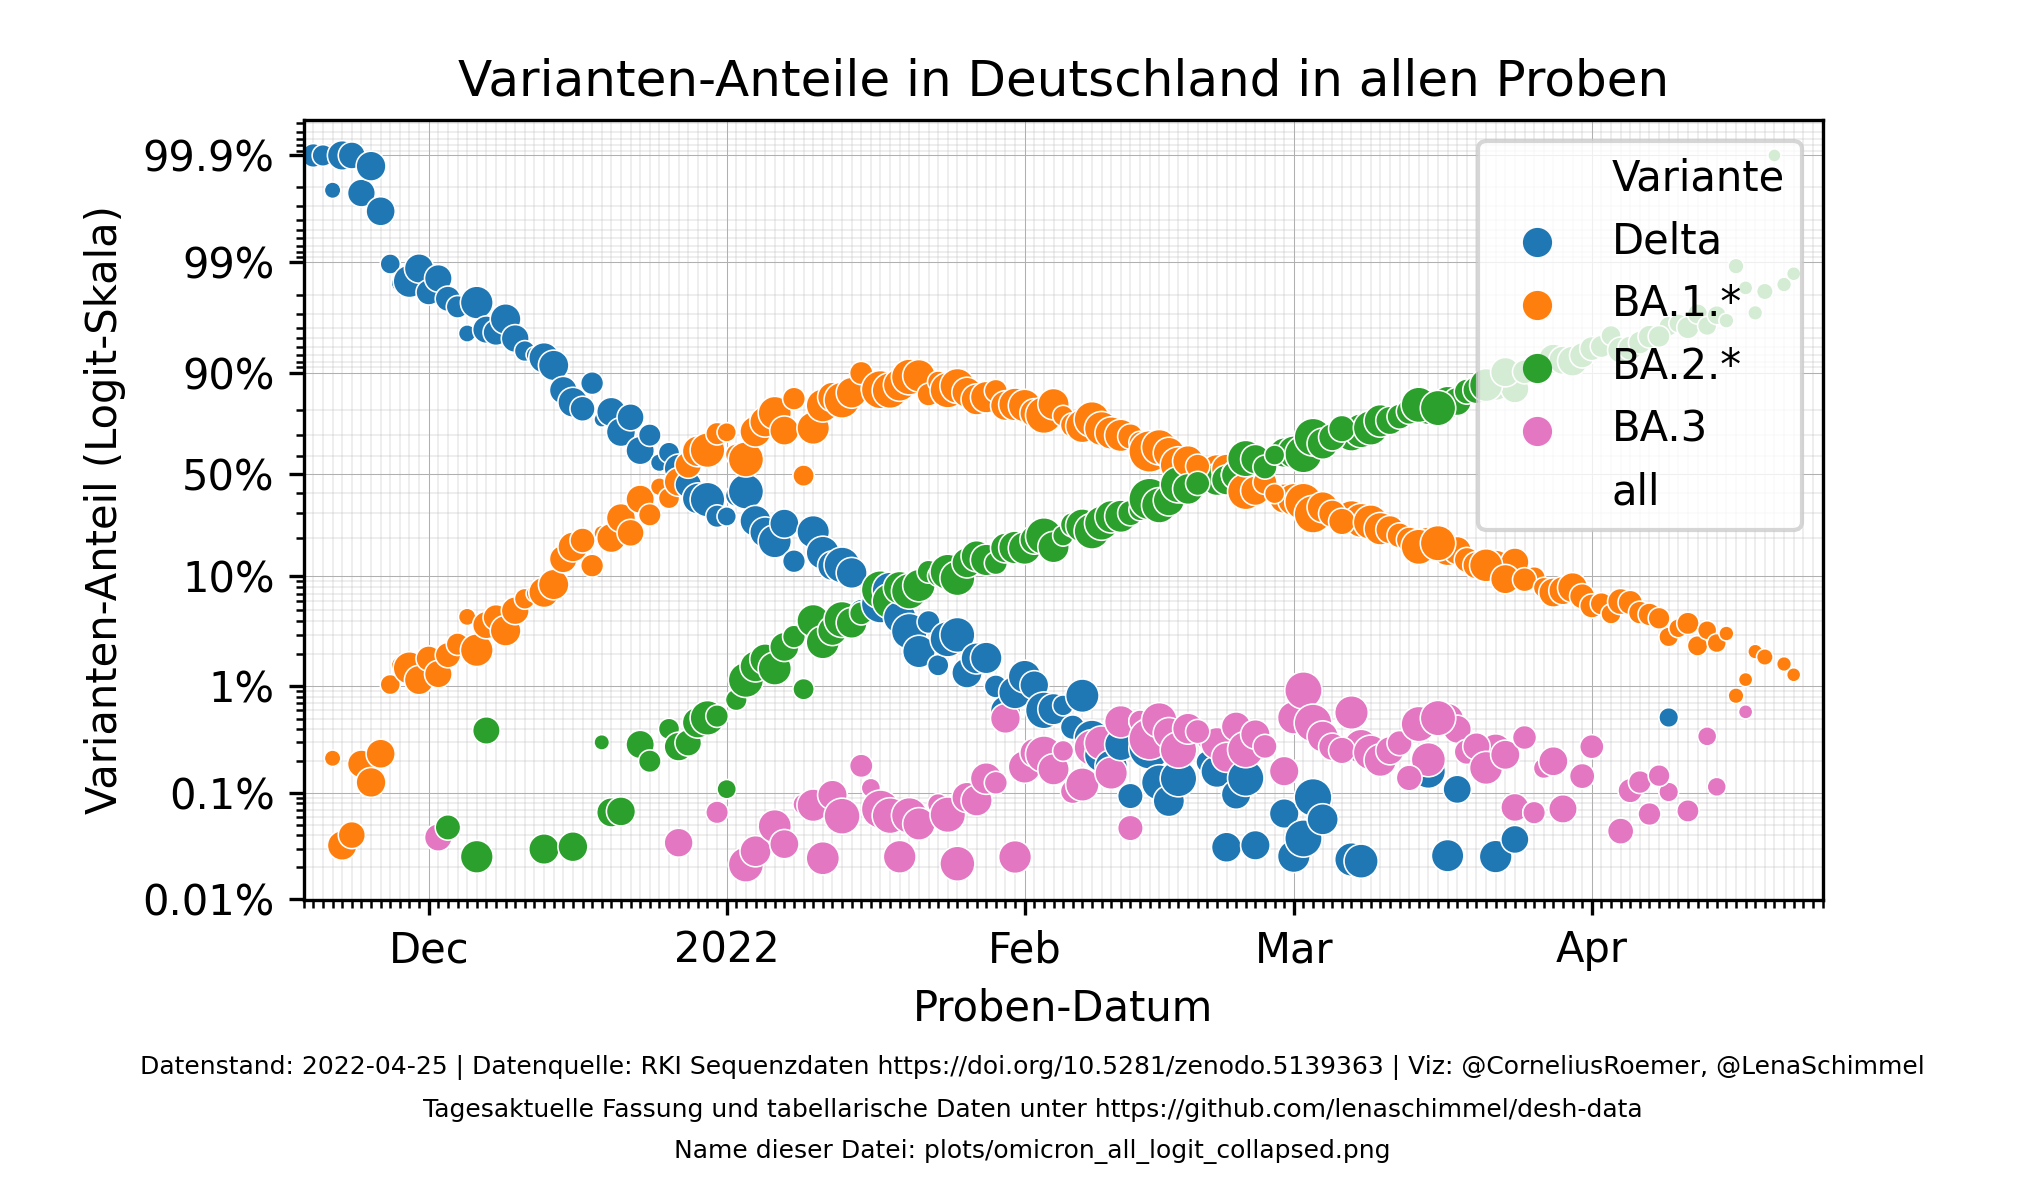 Varianten-Anteile in Deutschland in allen Proben
Varianten-Anteil (Logit-Skala)
99.9%
99%
90%
50%
10%
1%
0.1%
0.01%
Variante
Delta
BA.1.*
BA.2.*
BA.3
all
Dec 2022 Feb Mar Apr
Proben-Datum
Datenstand: 2022-04-25 | Datenquelle: RKI Sequenzdaten https://doi.org/10.5281/zenodo.5139363 | Viz: @CorneliusRoemer, @LenaSchimmel
Tagesaktuelle Fassung und tabellarische Daten unter https://github.com/lenaschimmel/desh-data
Name dieser Datei: plots/omicron_all_logit_collapsed.png